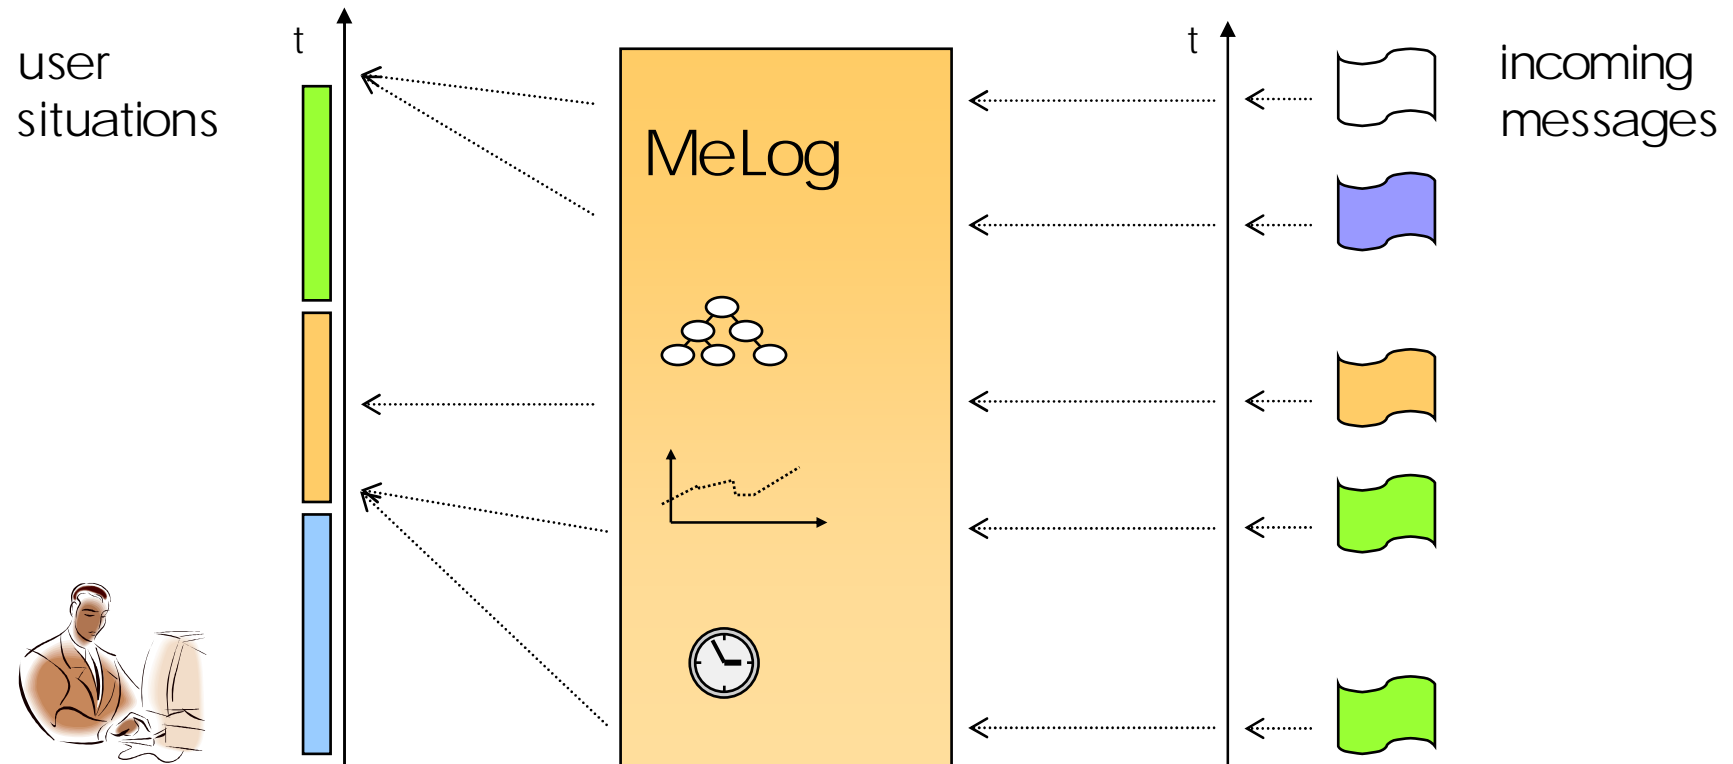 user
situations
t
MeLog
t
incoming
messages